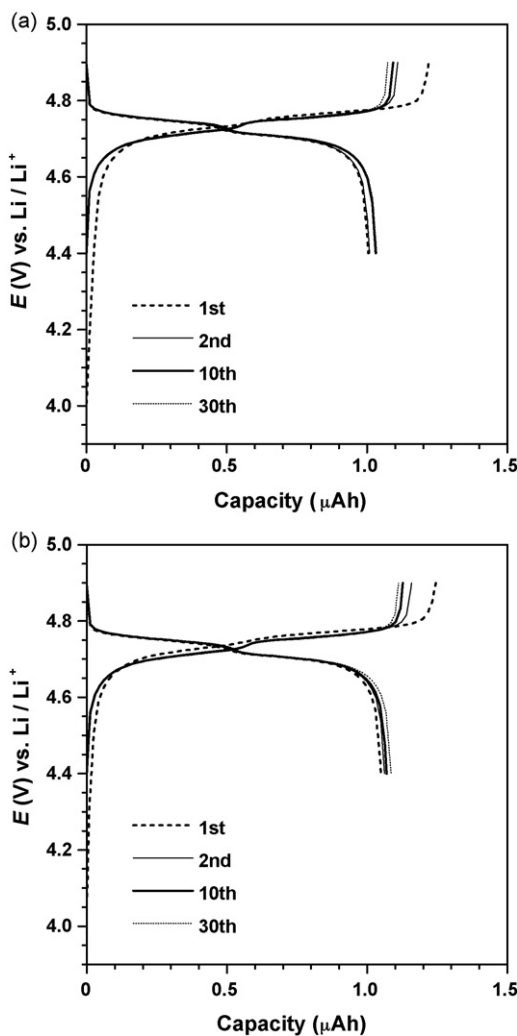 (a)
5.0
4.8
4.6
4.4
4.2
4.0
E (V) vs. Li / Li⁺
1st
2nd
10th
30th
0
0.5
1.0
1.5
Capacity (μAh)
(b)
5.0
4.8
4.6
4.4
4.2
4.0
E (V) vs. Li / Li⁺
1st
2nd
10th
30th
0
0.5
1.0
1.5
Capacity (μAh)